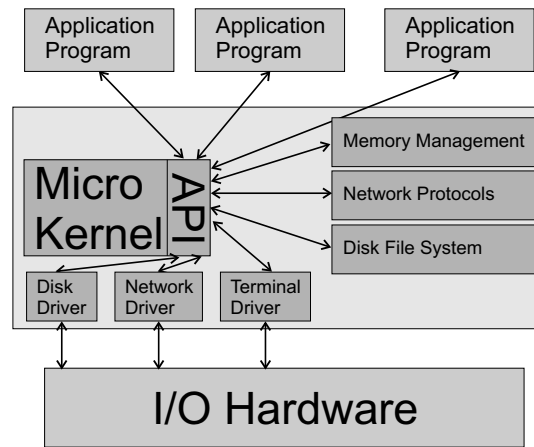 Application
Program
Application
Program
Application
Program
Memory Management
Micro
Kernel
API
Network Protocols
Disk File System
Disk
Driver
Network
Driver
Terminal
Driver
I/O Hardware